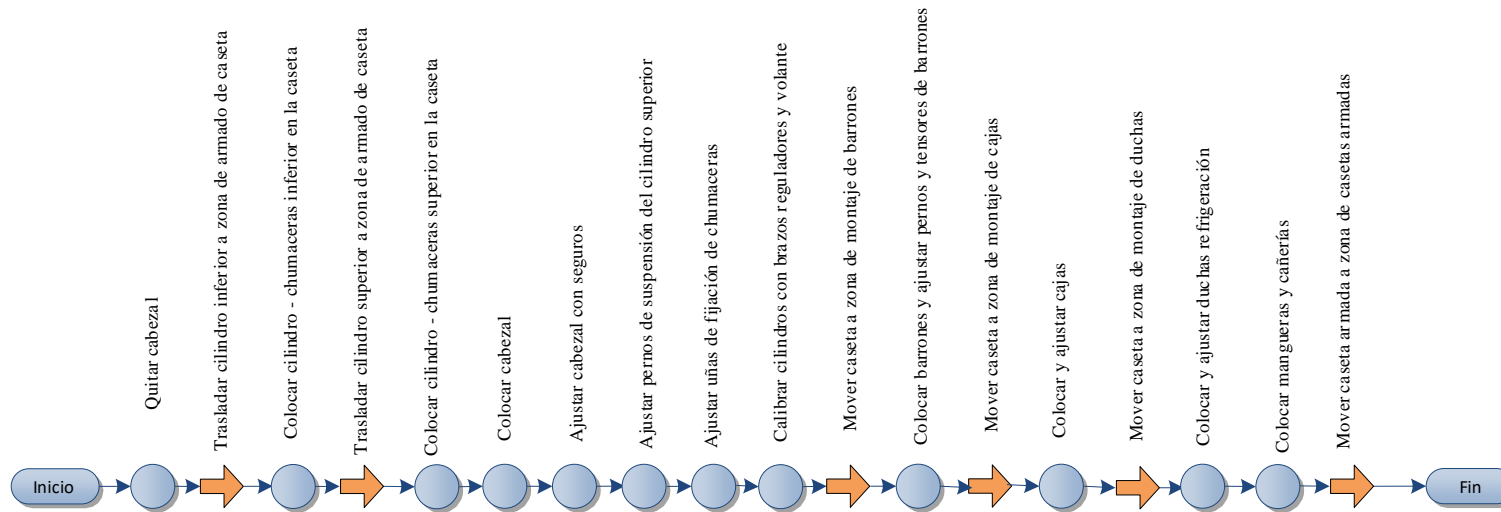 Inicio
Quitar cabezal
Trasladar cilindro inferior a zona de armado de caseta
Colocar cilindro - chumaceras inferior en la caseta
Trasladar cilindro superior a zona de armado de caseta
Colocar cilindro - chumaceras superior en la caseta
Colocar cabezal
Ajustar cabezal con seguros
Ajustar pernos de suspensión del cilindro superior
Ajustar uñas de fijación de chumaceras
Calibrar cilindros con brazos reguladores y volante
Mover caseta a zona de montaje de barrones
Colocar barrones y ajustar pernos y tensores de barrones
Mover caseta a zona de montaje de cajas
Colocar y ajustar cajas
Mover caseta a zona de montaje de duchas
Colocar y ajustar duchas refrigeración
Colocar mangueras y cañerías
Mover caseta armada a zona de casetas armadas
Fin